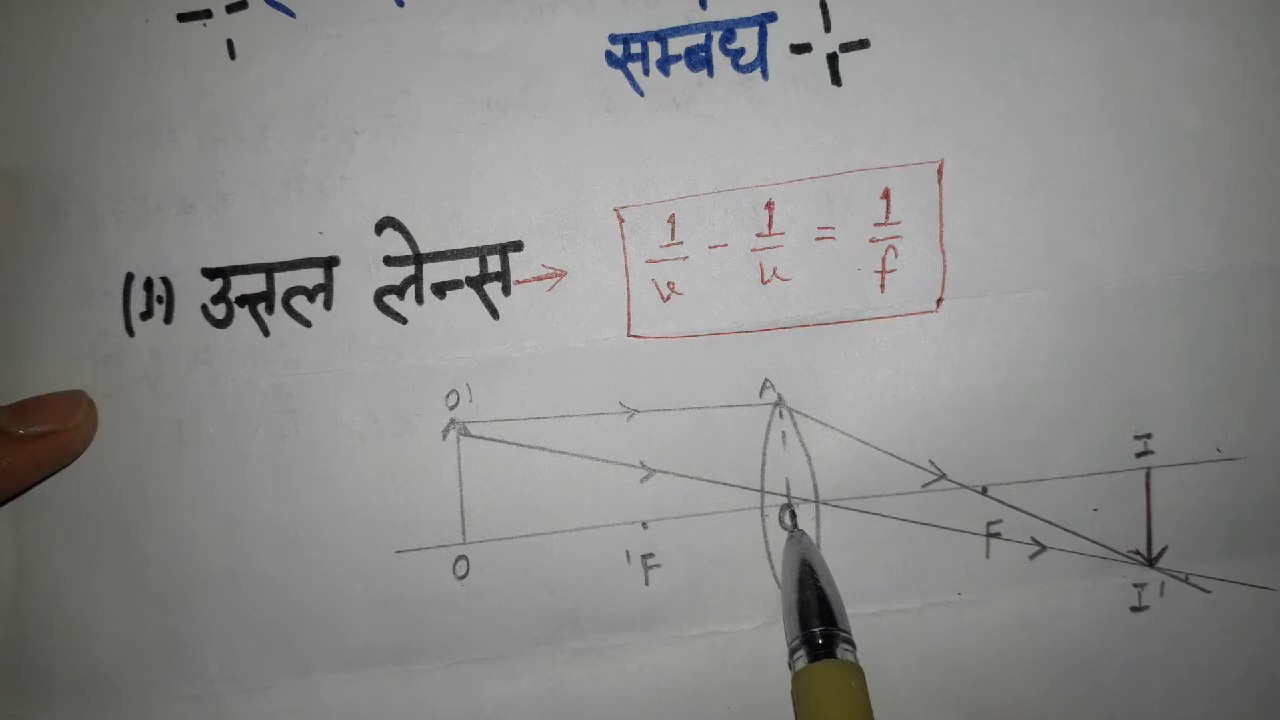 सम्बंध
(1) उत्तल लेन्स → 1/v - 1/u = 1/f
O' A I
O 'F O F I'